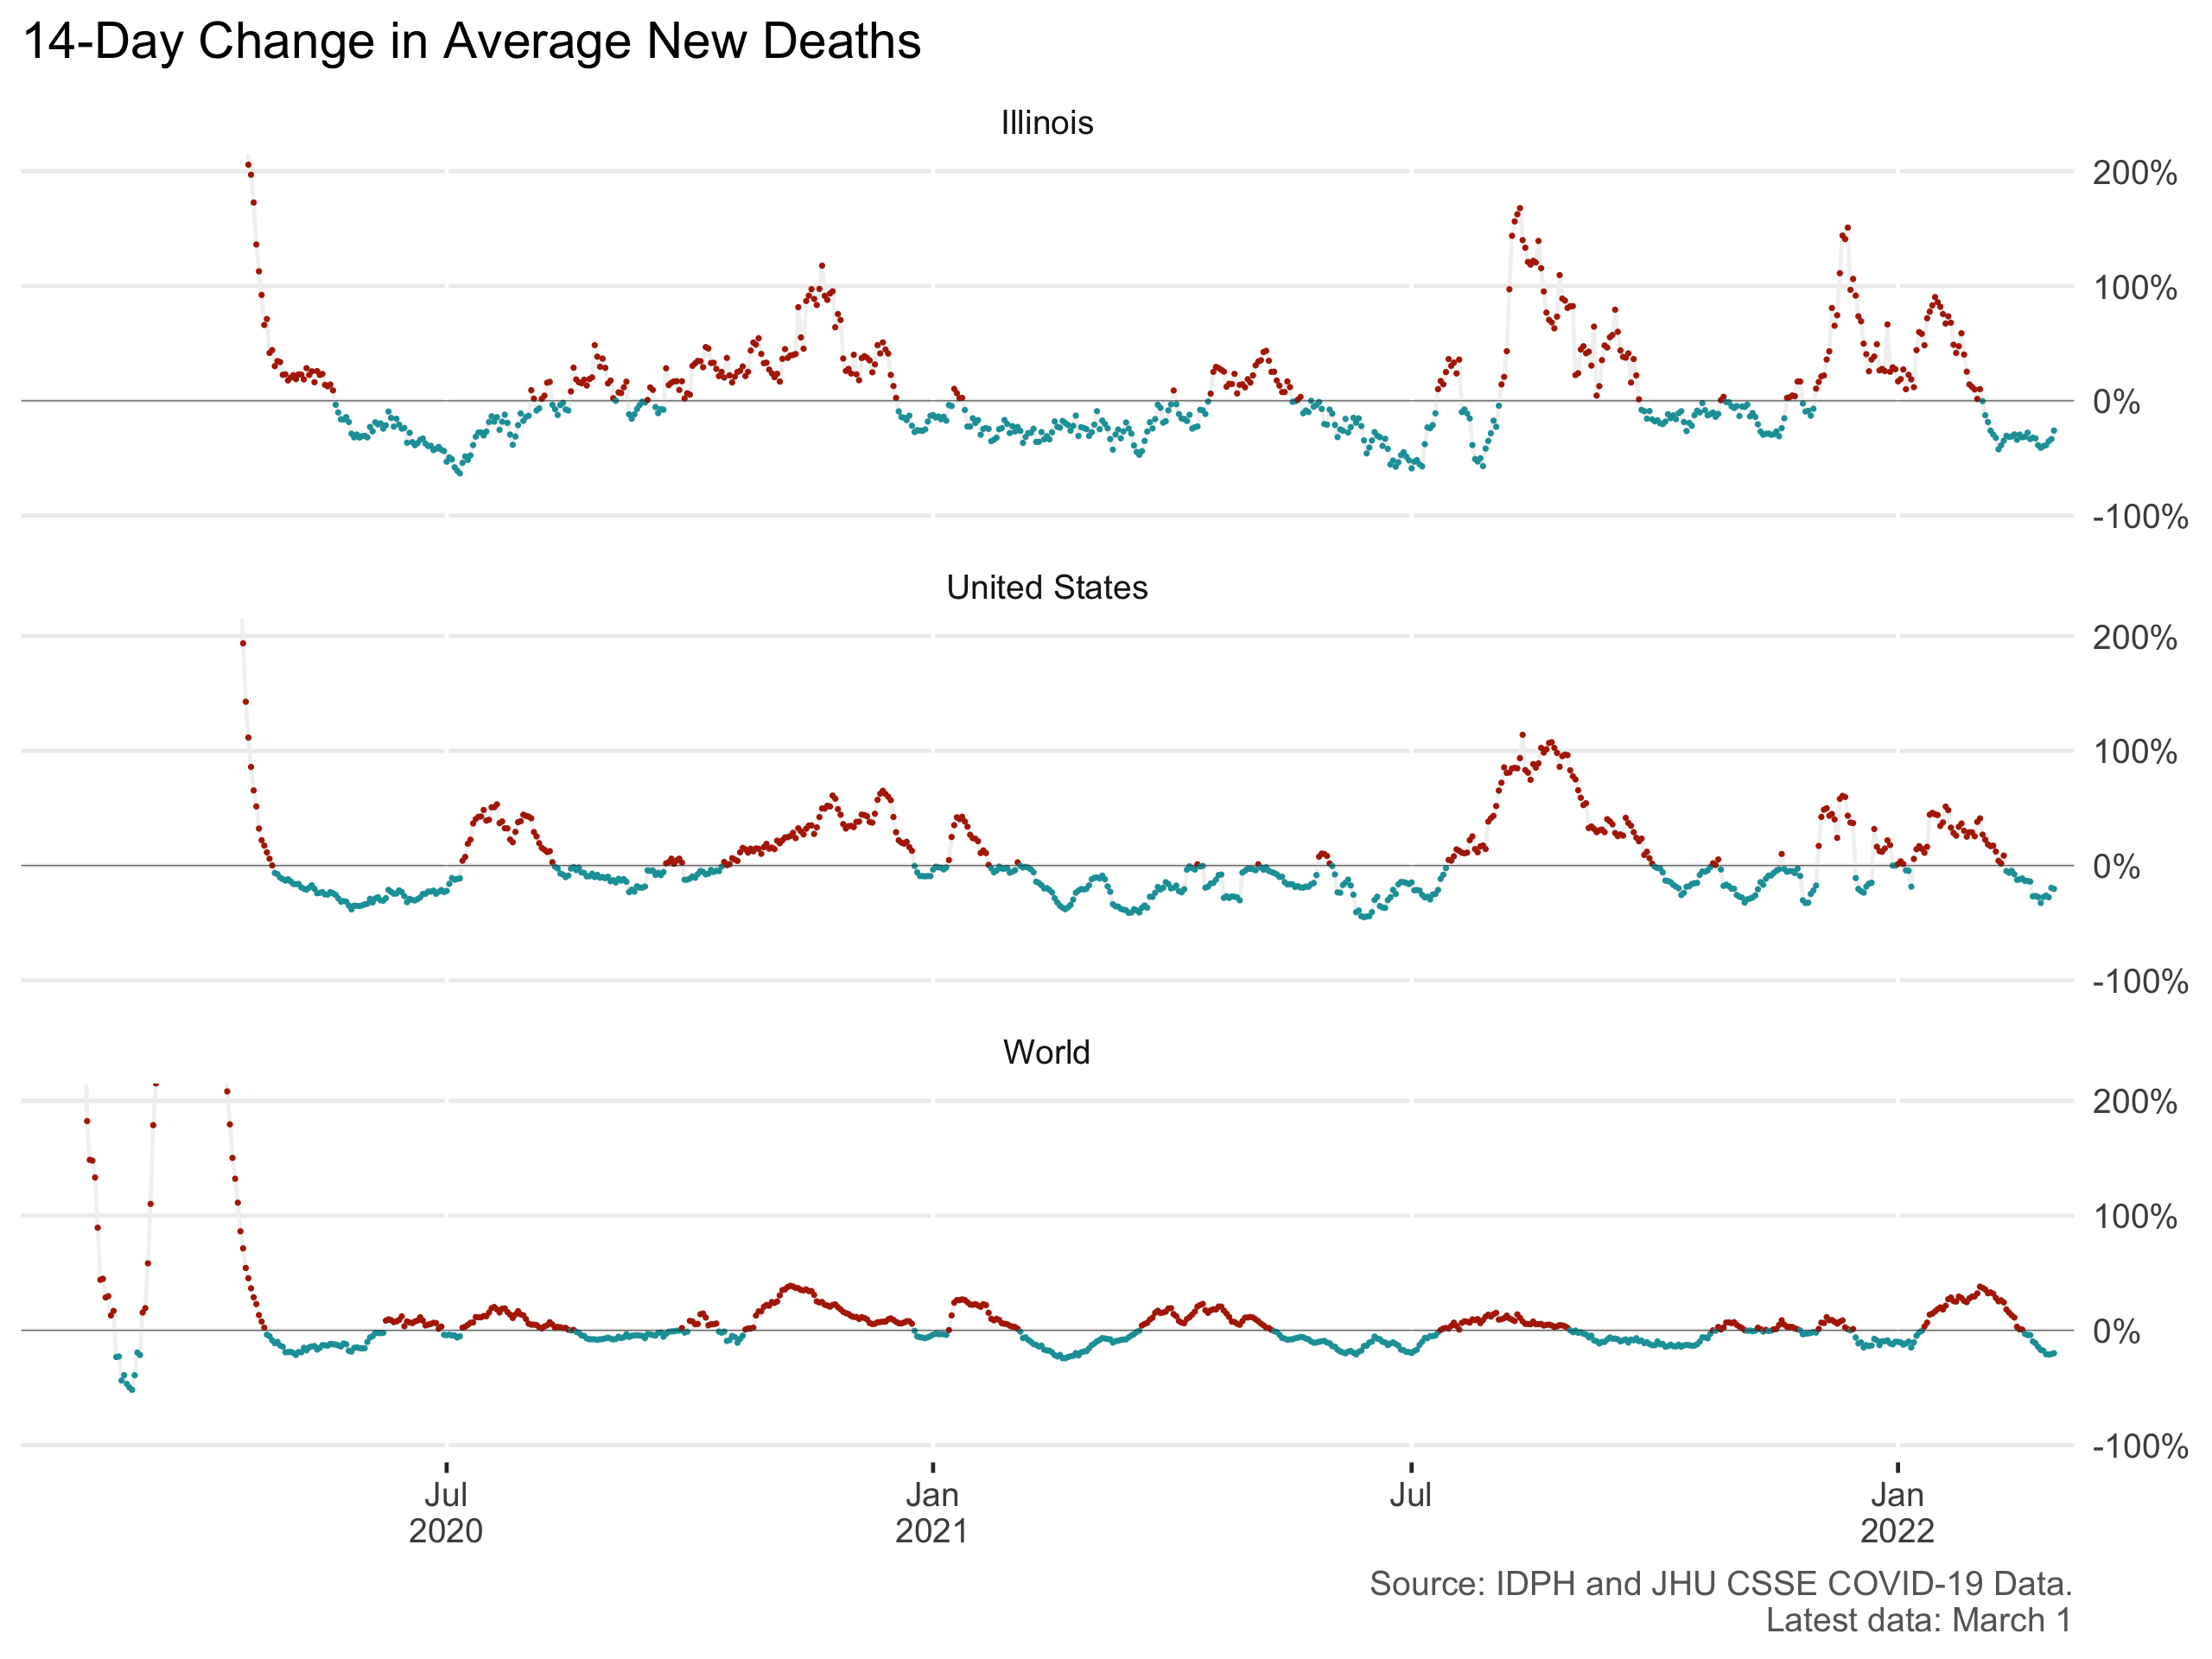 14-Day Change in Average New Deaths
Illinois
200%
100%
0%
-100%
United States
200%
100%
0%
-100%
World
200%
100%
0%
-100%
Jul
2020
Jan
2021
Jul
Jan
2022
Source: IDPH and JHU CSSE COVID-19 Data.
Latest data: March 1